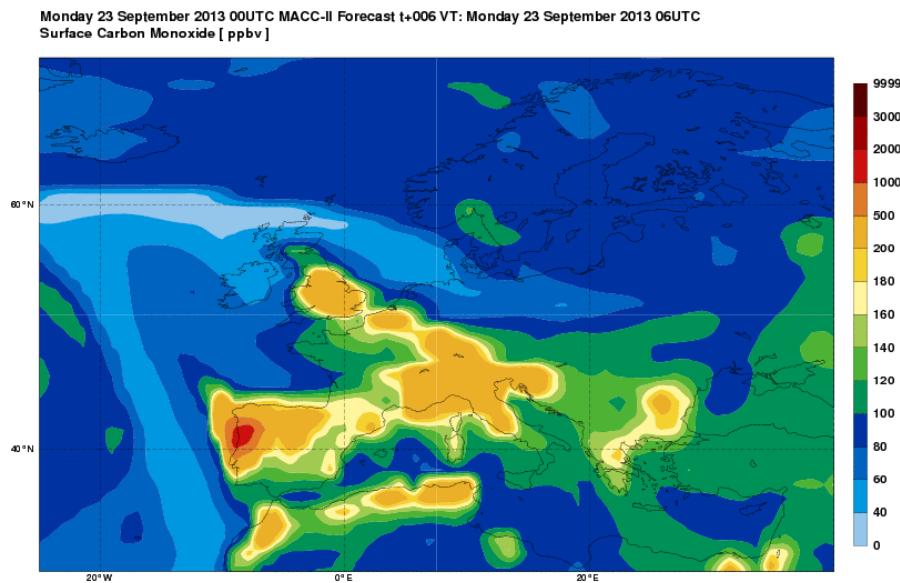 Monday 23 September 2013 00UTC MACC-II Forecast t+006 VT: Monday 23 September 2013 06UTC
Surface Carbon Monoxide [ ppbv ]
9999
3000
2000
1000
500
200
180
160
140
120
100
80
60
40
0
60°N
40°N
20°W
0°E
20°E